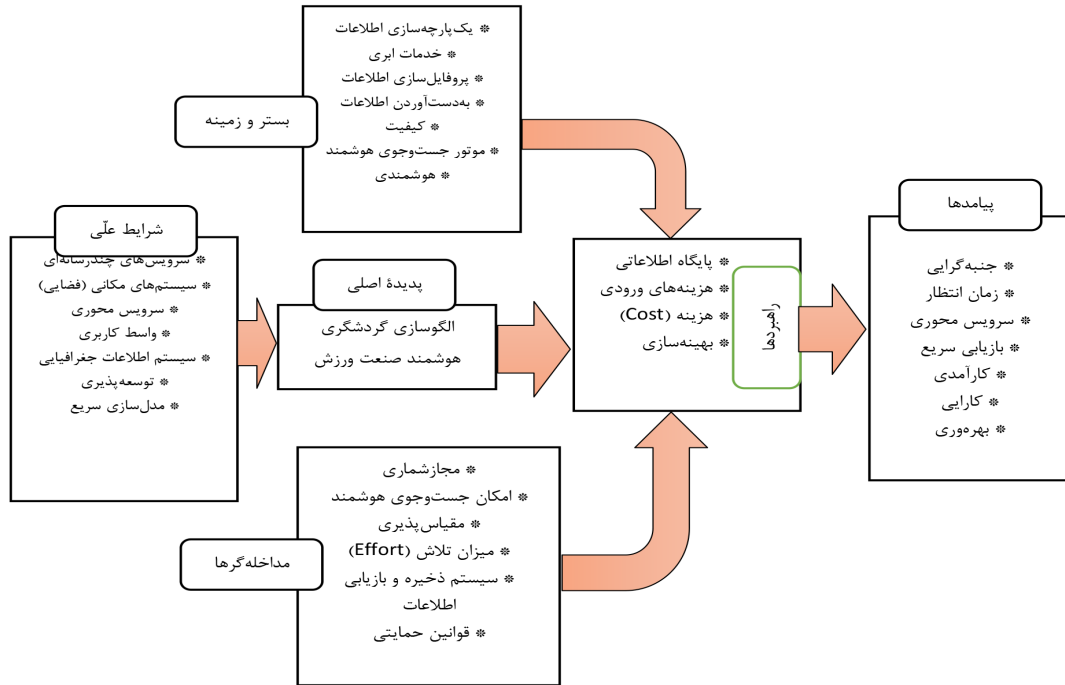 بستر و زمینه
❊ یک‌پارچه‌سازی اطلاعات
❊ خدمات ابری
❊ پروفایل‌سازی اطلاعات
❊ به‌دست‌آوردن اطلاعات
❊ کیفیت
❊ موتور جست‌وجوی هوشمند
❊ هوشمندی
شرایط علّی
❊ سرویس‌های چندرسانه‌ای
❊ سیستم‌های مکانی (فضایی)
❊ سرویس محوری
❊ واسط کاربری
❊ سیستم اطلاعات جغرافیایی
❊ توسعه‌پذیری
❊ مدل‌سازی سریع
پدیدۀ اصلی
الگوسازی گردشگری
هوشمند صنعت ورزش
راهبردها
❊ پایگاه اطلاعاتی
❊ هزینه‌های ورودی
❊ هزینه (Cost)
❊ بهینه‌سازی
پیامدها
❊ جنبه‌گرایی
❊ زمان انتظار
❊ سرویس محوری
❊ بازیابی سریع
❊ کارآمدی
❊ کارایی
❊ بهره‌وری
مداخله‌گرها
❊ مجازشماری
❊ امکان جست‌وجوی هوشمند
❊ مقیاس‌پذیری
❊ میزان تلاش (Effort)
❊ سیستم ذخیره و بازیابی
اطلاعات
❊ قوانین حمایتی